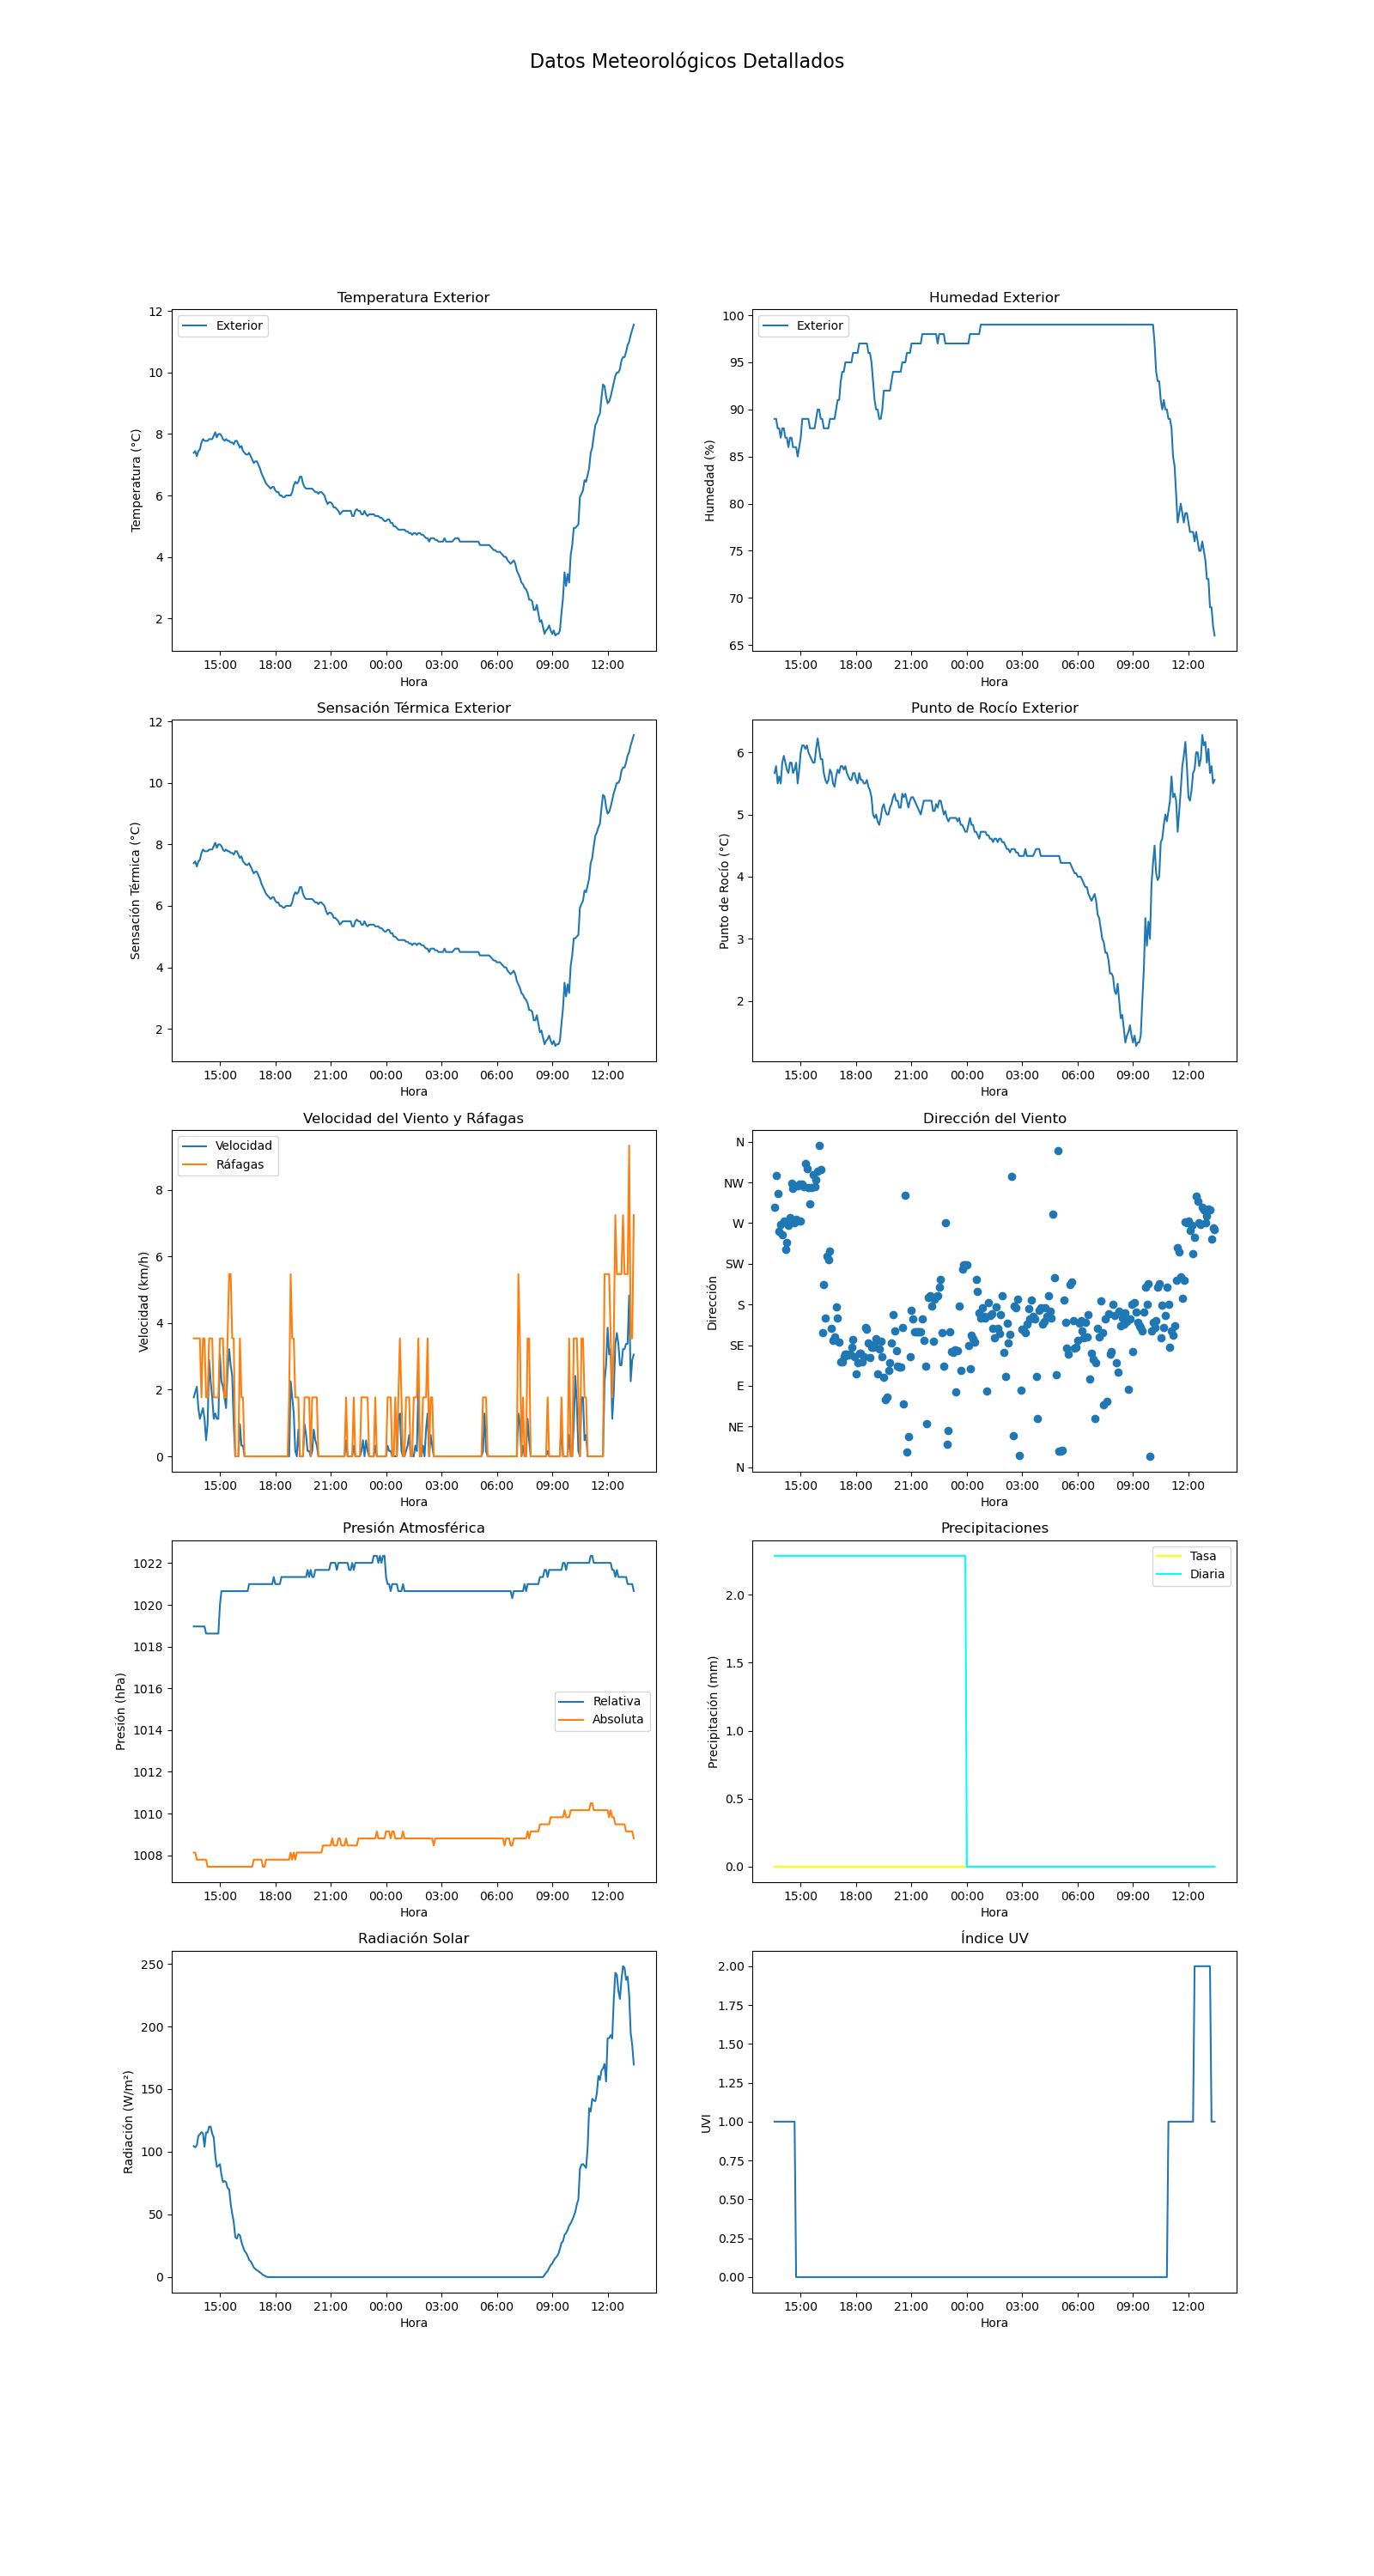 Datos Meteorológicos Detallados
Temperatura Exterior
Temperatura (°C)
12
10
8
6
4
2
Exterior
15:00 18:00 21:00 00:00 03:00 06:00 09:00 12:00
Hora
Humedad Exterior
Humedad (%)
100
95
90
85
80
75
70
65
Exterior
15:00 18:00 21:00 00:00 03:00 06:00 09:00 12:00
Hora
Sensación Térmica Exterior
Sensación Térmica (°C)
12
10
8
6
4
2
15:00 18:00 21:00 00:00 03:00 06:00 09:00 12:00
Hora
Punto de Rocío Exterior
Punto de Rocío (°C)
6
5
4
3
2
15:00 18:00 21:00 00:00 03:00 06:00 09:00 12:00
Hora
Velocidad del Viento y Ráfagas
Velocidad (km/h)
8
6
4
2
0
Velocidad
Ráfagas
15:00 18:00 21:00 00:00 03:00 06:00 09:00 12:00
Hora
Dirección del Viento
Dirección
N
NW
W
SW
S
SE
E
NE
N
15:00 18:00 21:00 00:00 03:00 06:00 09:00 12:00
Hora
Presión Atmosférica
Presión (hPa)
1022
1020
1018
1016
1014
1012
1010
1008
Relativa
Absoluta
15:00 18:00 21:00 00:00 03:00 06:00 09:00 12:00
Hora
Precipitaciones
Precipitación (mm)
2.0
1.5
1.0
0.5
0.0
Tasa
Diaria
15:00 18:00 21:00 00:00 03:00 06:00 09:00 12:00
Hora
Radiación Solar
Radiación (W/m²)
250
200
150
100
50
0
15:00 18:00 21:00 00:00 03:00 06:00 09:00 12:00
Hora
Índice UV
UVI
2.00
1.75
1.50
1.25
1.00
0.75
0.50
0.25
0.00
15:00 18:00 21:00 00:00 03:00 06:00 09:00 12:00
Hora